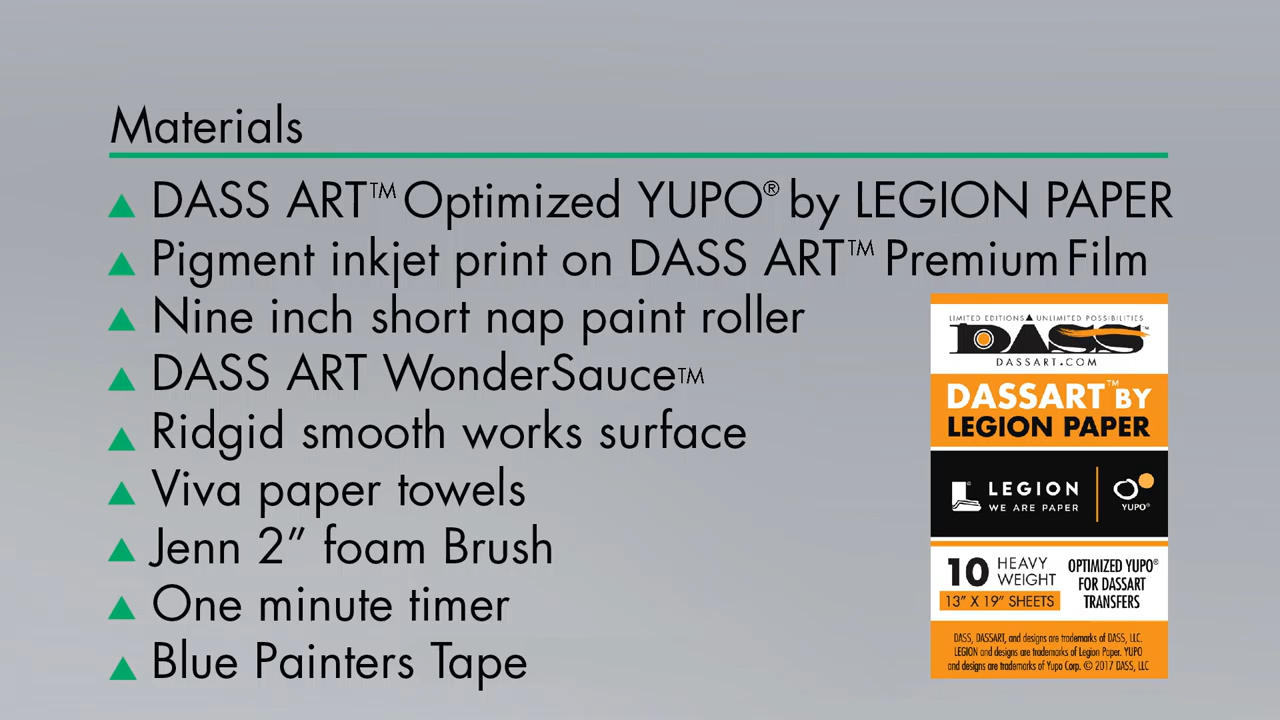 Materials
DASS ART™ Optimized YUPO® by LEGION PAPER
Pigment inkjet print on DASS ART™ Premium Film
Nine inch short nap paint roller
DASS ART WonderSauce™
Ridgid smooth works surface
Viva paper towels
Jenn 2” foam Brush
One minute timer
Blue Painters Tape
LIMITED EDITIONS▲UNLIMITED POSSIBILITIES
DASS™
DASSART.COM
DASSART™ BY
LEGION PAPER
LEGION
WE ARE PAPER
YUPO®
10 HEAVY WEIGHT
13” X 19” SHEETS
OPTIMIZED YUPO®
FOR DASSART
TRANSFERS
DASS, DASSART, and designs are trademarks of DASS, LLC.
LEGION and designs are trademarks of Legion Paper. YUPO
and designs are trademarks of Yupo Corp. © 2017 DASS, LLC